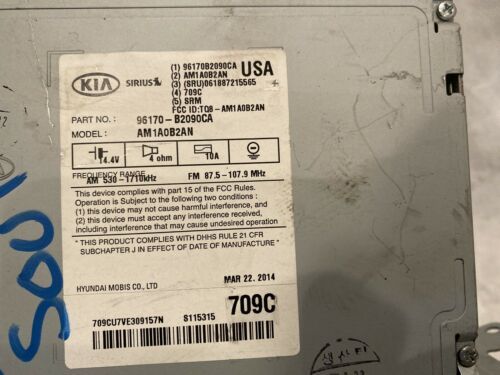 KIA SIRIUS
(1) 96170B2090CA
(2) AM1A0B2AN
(3) (SRU)061887215565
(4) 709C
(5) SRM
FCC ID:TQ8-AM1A0B2AN
USA
PART NO. : 96170-B2090CA
MODEL : AM1A0B2AN
14.4V 4 ohm 10A
FREQUENCY RANGE
AM 530-1710kHz FM 87.5-107.9 MHz
This device complies with part 15 of the FCC Rules.
Operation is Subject to the following two conditions:
(1) this device may not cause harmful interference, and
(2) this device must accept any interference received,
including interference that may cause undesired
operation.
" THIS PRODUCT COMPLIES WITH DHHS RULE 21 CFR
SUBCHAPTER J IN EFFECT OF DATE OF MANUFACTURE "
HYUNDAI MOBIS CO., LTD
MAR 22. 2014
709C
709CU7VE309157N S115315
SOUL